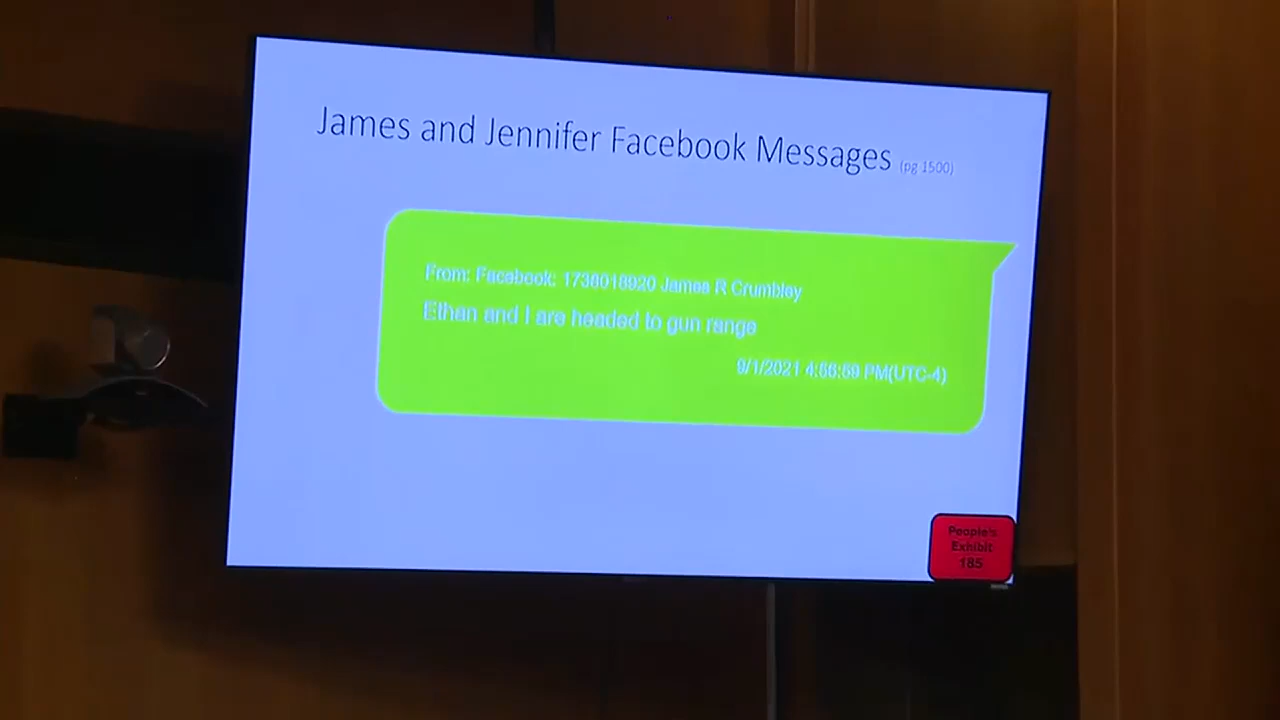 James and Jennifer Facebook Messages (pg 1500)
From: Facebook: 1736018920 James R Crumbley
Ethan and I are headed to gun range
9/1/2021 4:56:59 PM(UTC-4)
People's
Exhibit
185